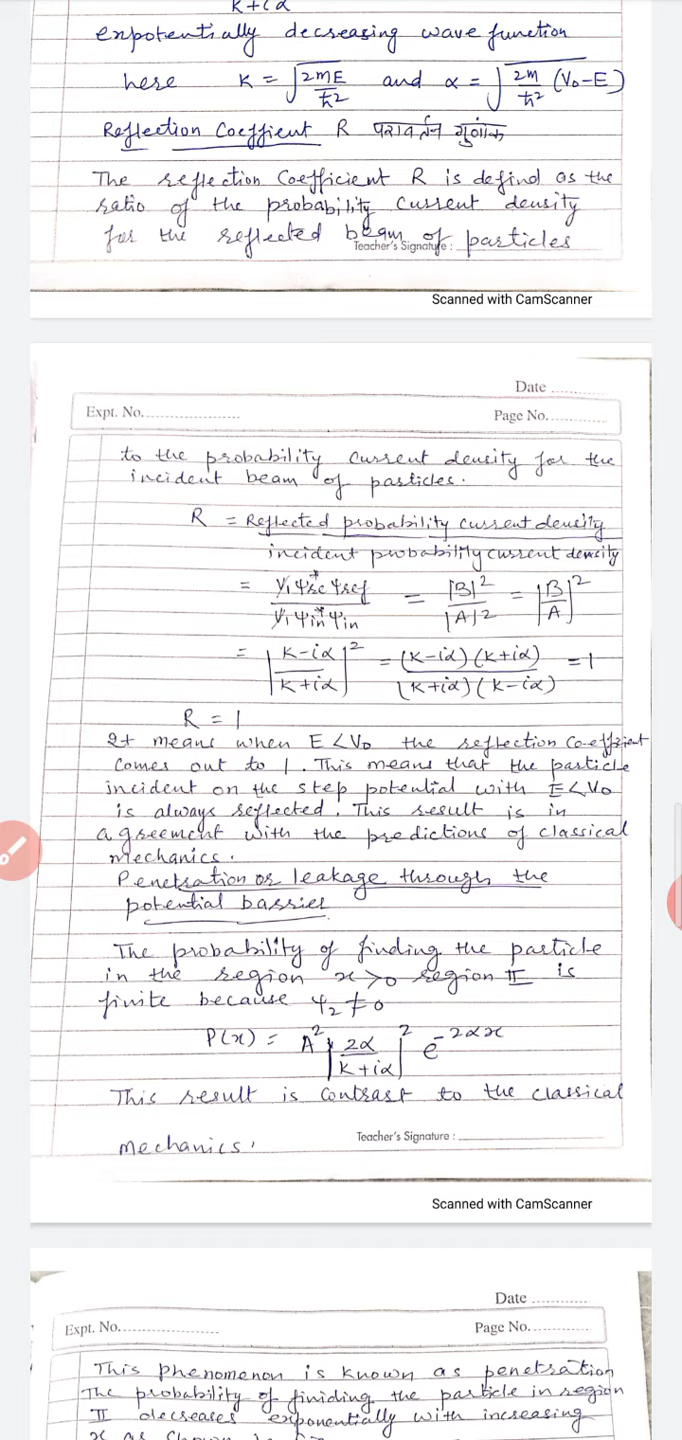 K+iα
expotentially decreasing wave function
here K = √2mE/ħ2 and α = √2m/ħ2 (V0-E)
Reflection Coeffient R परावर्तन गुणांक
The reflection Coefficient R is defind as the
ratio of the probability current density
for the reflected beam of particles
Teacher's Signature :
Scanned with CamScanner
Date
Expt. No.
Page No.
to the probability current density for the
incident beam of particles.
R = Reflected probability current density
incident probability current density
= V1 ψ*ref ψref / V1 ψ*in ψin = |B|2 / |A|2 = |B/A|2
= |K-iα / K+iα|2 = (K-iα) (K+iα) / (K+iα) (K-iα) = 1
R = 1
It means when E<V0 the reflection co-effient
comes out to 1. This means that the particle
incident on the step potential with E<V0
is always reflected. This result is in
agreement with the predictions of classical
mechanics.
Penetration or leakage through the
potential barrier
The probability of finding the particle
in the region x>0 region II is
finite because ψ2 ≠ 0
P(x) = A2 |2α / K+iα|2 e-2αx
This result is contrast to the classical
mechanics.
Teacher's Signature :
Scanned with CamScanner
Date
Expt. No.
Page No.
This phenomenon is known as penetration
The probability of finiding the particle in region
II decreases exponentially with increasing